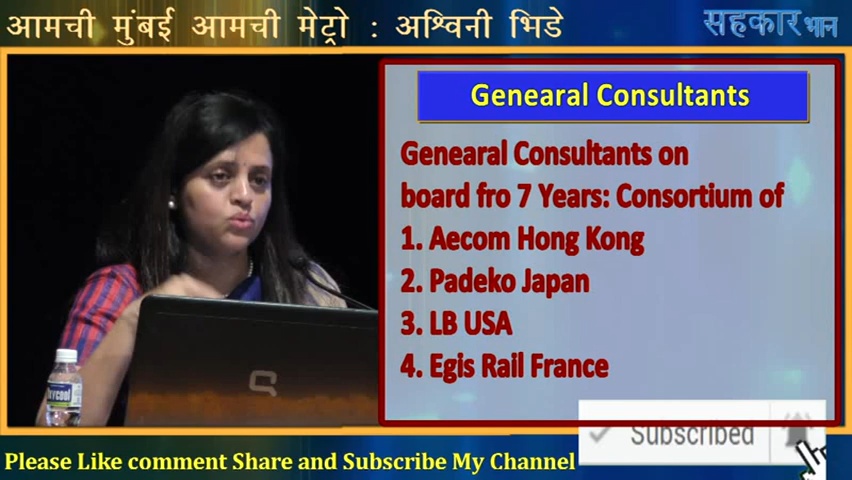 आमची मुंबई आमची मेट्रो : अश्विनी भिडे
सहकार भान
Genearal Consultants
Genearal Consultants on
board fro 7 Years: Consortium of
1. Aecom Hong Kong
2. Padeko Japan
3. LB USA
4. Egis Rail France
Subscribed
Please Like comment Share and Subscribe My Channel